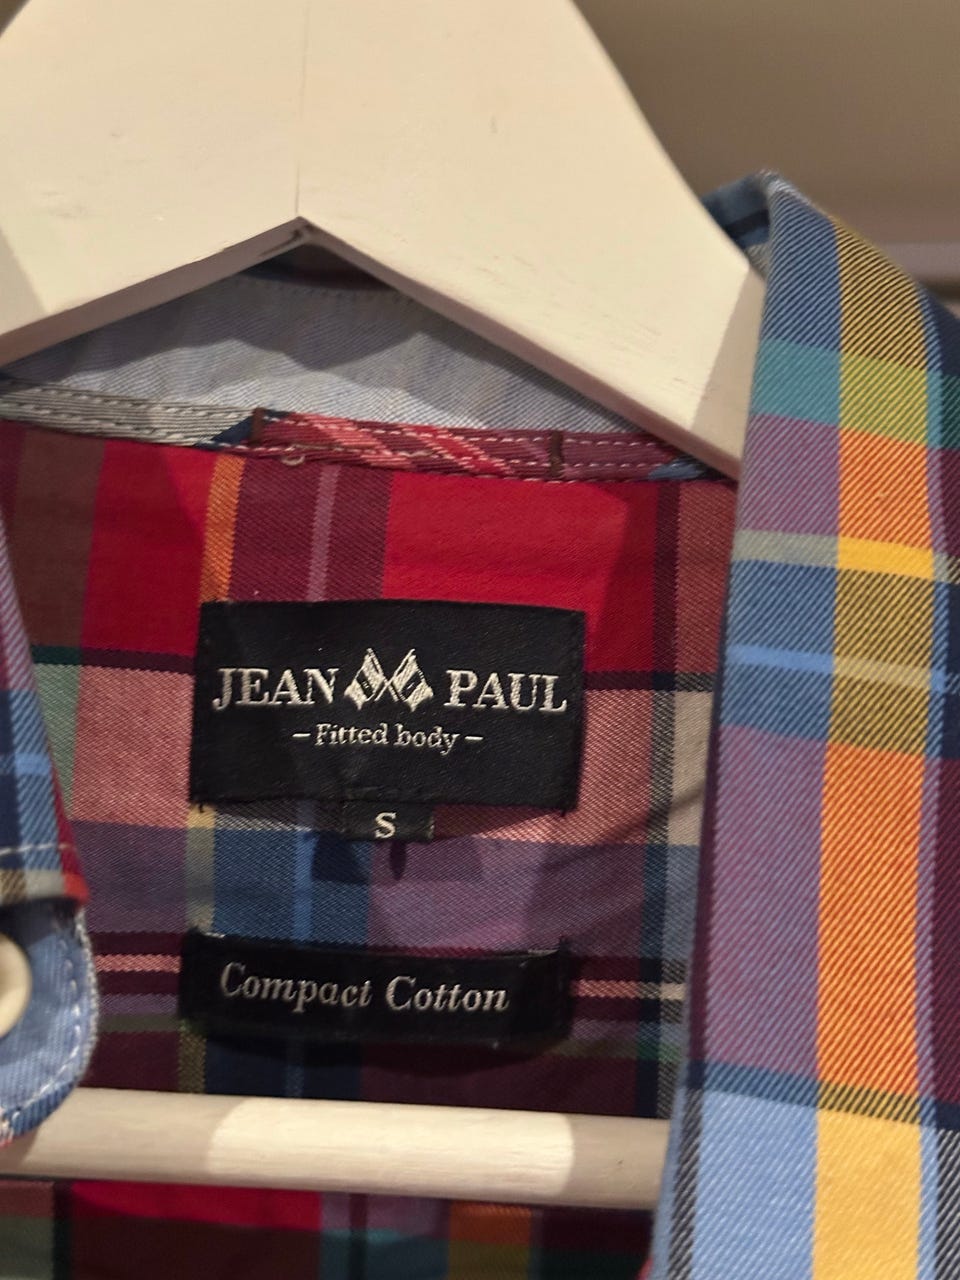 JEAN PAUL
– Fitted body –
S
Compact Cotton